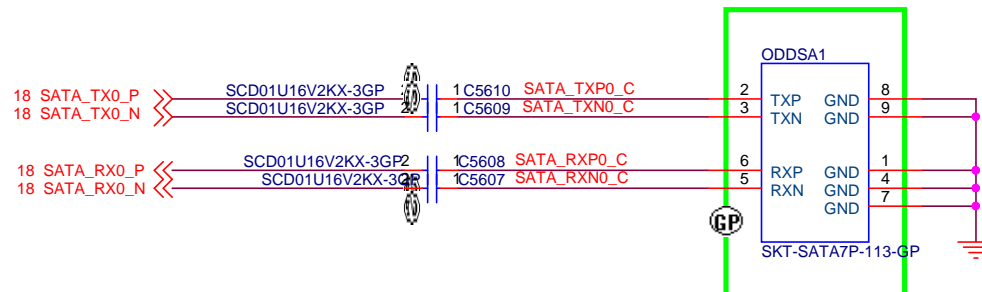 ODDSA1
18 SATA_TX0_P SCD01U16V2KX-3GP 1 C5610 SATA_TXP0_C 2 TXP GND 8
18 SATA_TX0_N SCD01U16V2KX-3GP 2 1 C5609 SATA_TXN0_C 3 TXN GND 9
18 SATA_RX0_P SCD01U16V2KX-3GP 2 1 C5608 SATA_RXP0_C 6 RXP GND 1
18 SATA_RX0_N SCD01U16V2KX-3GP 1 C5607 SATA_RXN0_C 5 RXN GND 4
GND 7
GP
SKT-SATA7P-113-GP